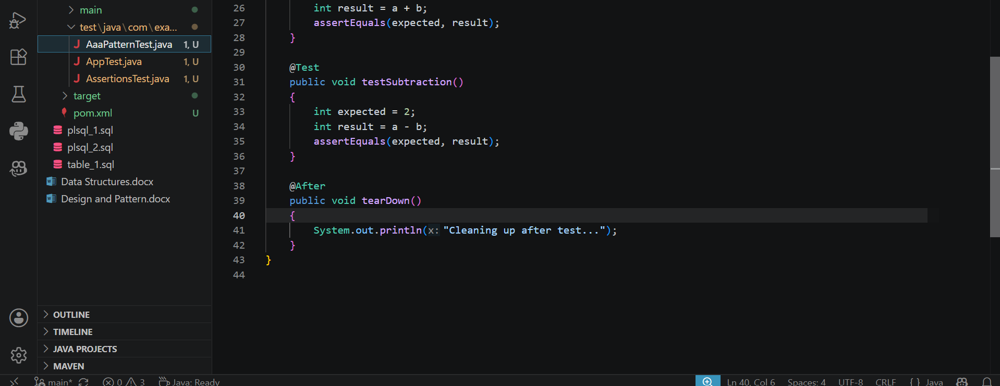 main
test\java\com\exa...
AaaPatternTest.java 1, U
AppTest.java 1, U
AssertionsTest.java 1, U
target
pom.xml U
plsql_1.sql
plsql_2.sql
table_1.sql
Data Structures.docx
Design and Pattern.docx
OUTLINE
TIMELINE
JAVA PROJECTS
MAVEN
26 int result = a + b;
27 assertEquals(expected, result);
28 }
29
30 @Test
31 public void testSubtraction()
32 {
33 int expected = 2;
34 int result = a - b;
35 assertEquals(expected, result);
36 }
37
38 @After
39 public void tearDown()
40 {
41 System.out.println(x: "Cleaning up after test...");
42 }
43 }
44
main* 0 3 Java: Ready Ln 40, Col 6 Spaces: 4 UTF-8 CRLF { } Java